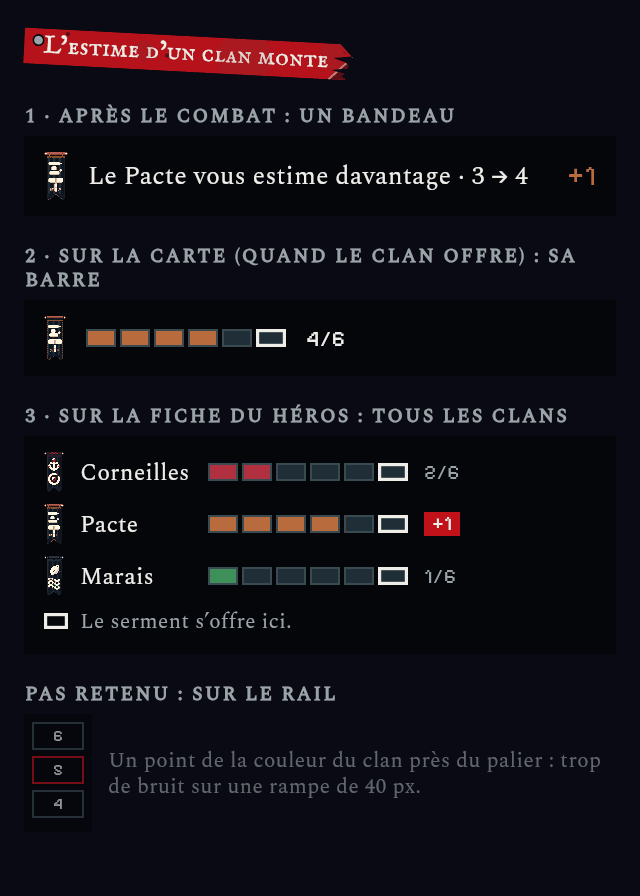 L’ESTIME D’UN CLAN MONTE
1 · APRÈS LE COMBAT : UN BANDEAU
Le Pacte vous estime davantage · 3 → 4 +1
2 · SUR LA CARTE (QUAND LE CLAN OFFRE) : SA
BARRE
4/6
3 · SUR LA FICHE DU HÉROS : TOUS LES CLANS
Corneilles 2/6
Pacte +1
Marais 1/6
Le serment s’offre ici.
PAS RETENU : SUR LE RAIL
6
5
4
Un point de la couleur du clan près du palier : trop
de bruit sur une rampe de 40 px.